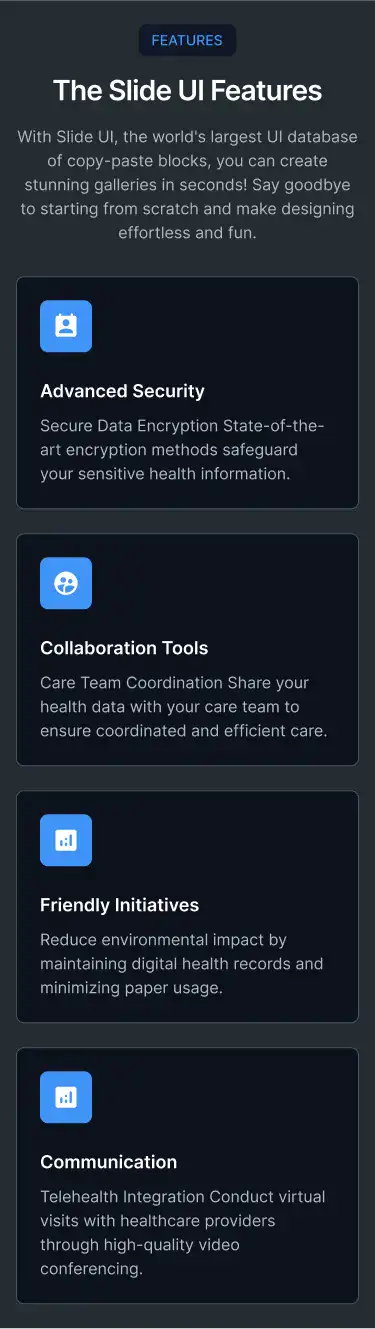 FEATURES
The Slide UI Features
With Slide UI, the world's largest UI database
of copy-paste blocks, you can create
stunning galleries in seconds! Say goodbye
to starting from scratch and make designing
effortless and fun.
Advanced Security
Secure Data Encryption State-of-the-
art encryption methods safeguard
your sensitive health information.
Collaboration Tools
Care Team Coordination Share your
health data with your care team to
ensure coordinated and efficient care.
Friendly Initiatives
Reduce environmental impact by
maintaining digital health records and
minimizing paper usage.
Communication
Telehealth Integration Conduct virtual
visits with healthcare providers
through high-quality video
conferencing.